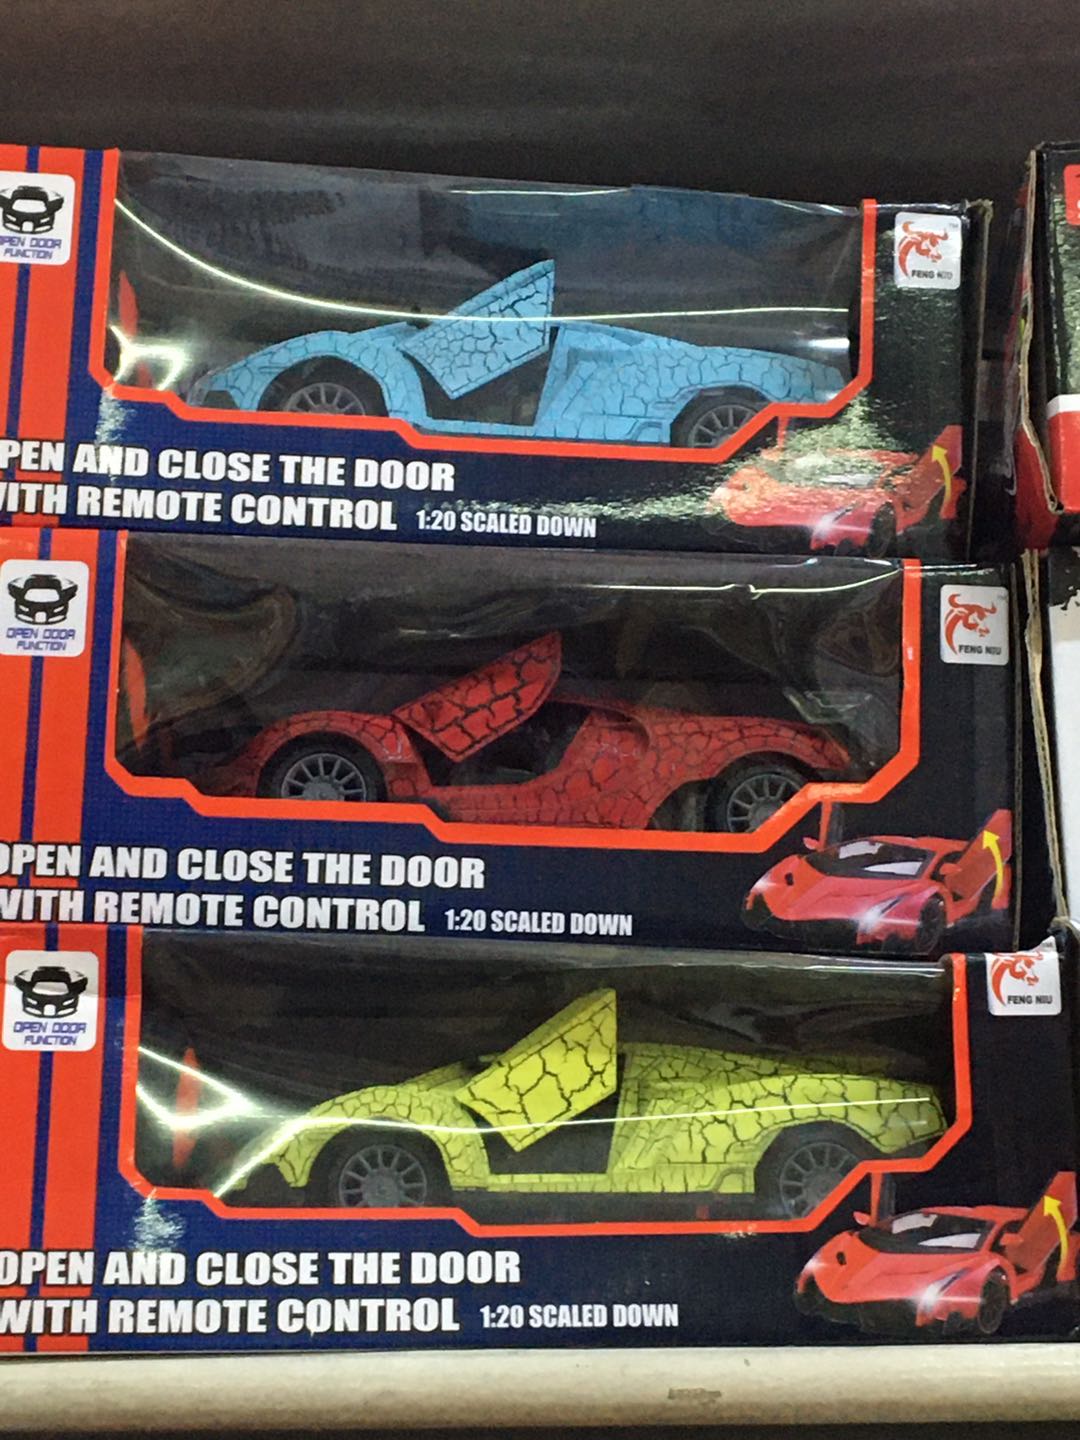 OPEN DOOR
FUNCTION
FENG NIU
PEN AND CLOSE THE DOOR
WITH REMOTE CONTROL 1:20 SCALED DOWN
OPEN DOOR
FUNCTION
FENG NIU
OPEN AND CLOSE THE DOOR
WITH REMOTE CONTROL 1:20 SCALED DOWN
OPEN DOOR
FUNCTION
FENG NIU
OPEN AND CLOSE THE DOOR
WITH REMOTE CONTROL 1:20 SCALED DOWN